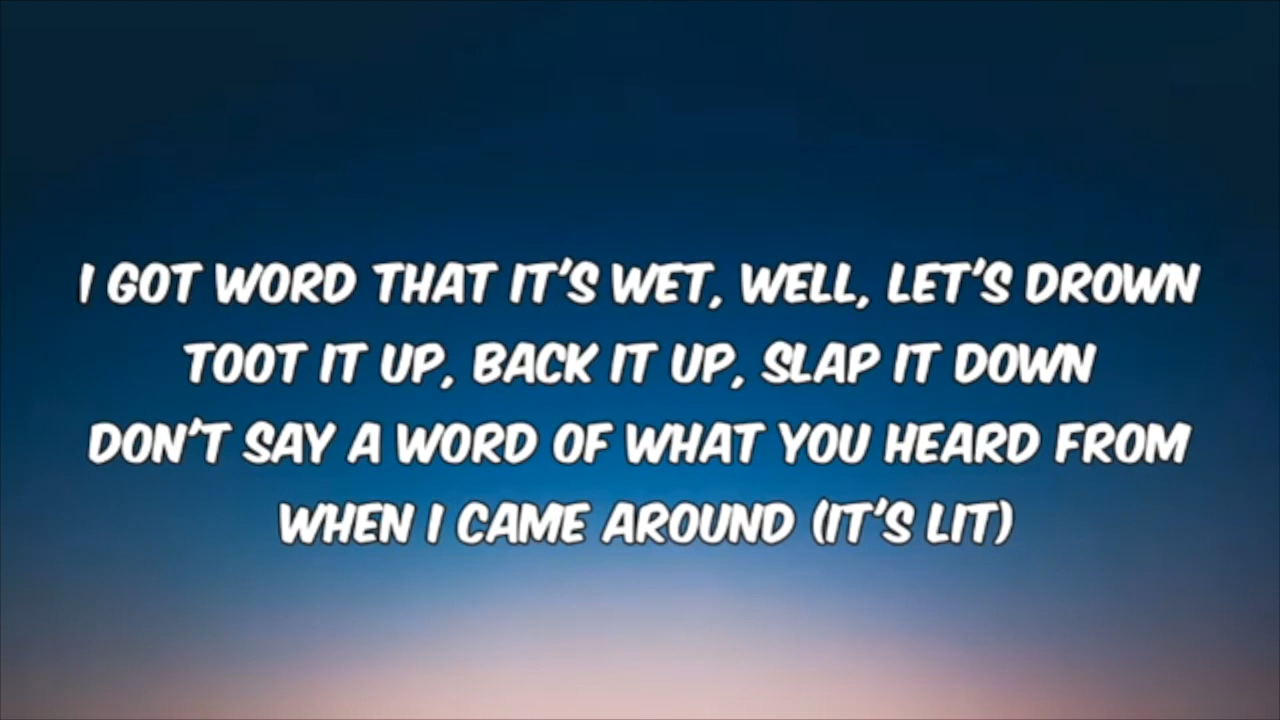 I GOT WORD THAT IT'S WET, WELL, LET'S DROWN
TOOT IT UP, BACK IT UP, SLAP IT DOWN
DON'T SAY A WORD OF WHAT YOU HEARD FROM
WHEN I CAME AROUND (IT'S LIT)